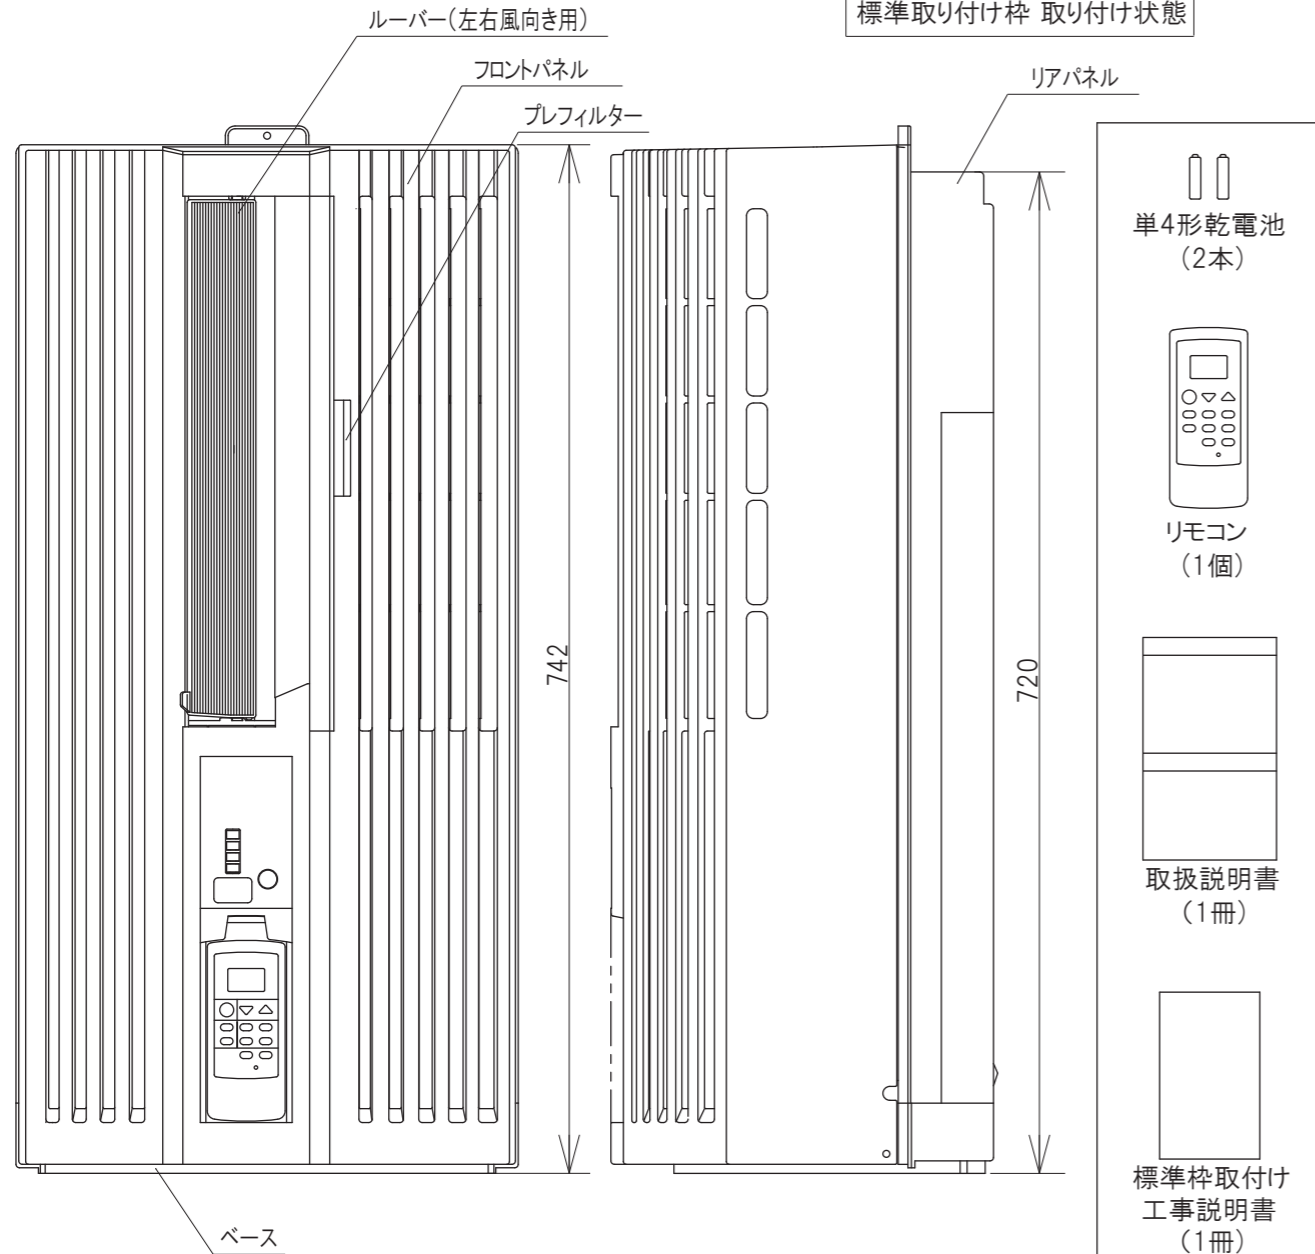 標準取り付け枠 取り付け状態
ルーバー(左右風向き用)
フロントパネル
プレフィルター
リアパネル
742
720
ベース
単4形乾電池
(2本)
リモコン
(1個)
取扱説明書
(1冊)
標準枠取付け
工事説明書
(1冊)